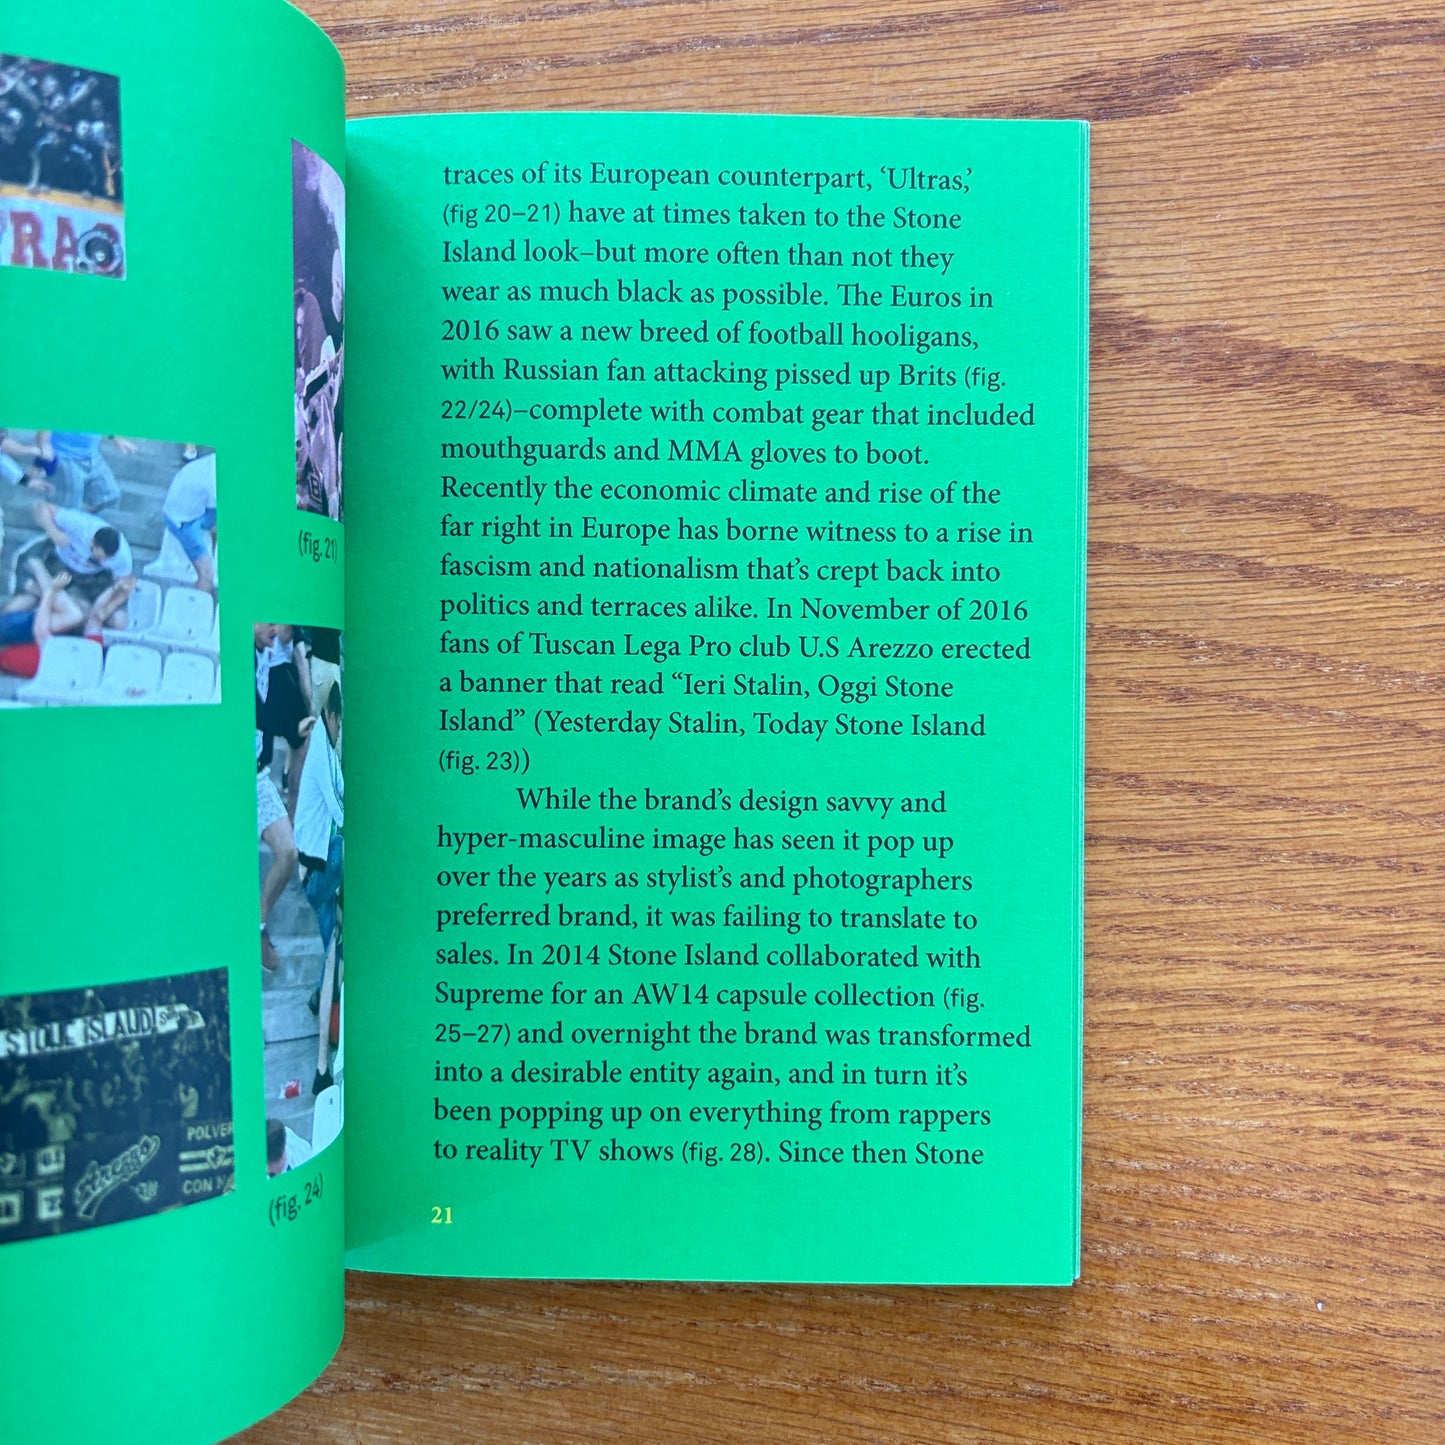 RA
(fig. 21)
STOUE ISLAUD!
POLVER
Arezzo
CON
(fig. 24)
traces of its European counterpart, ‘Ultras,’
(fig 20–21) have at times taken to the Stone
Island look–but more often than not they
wear as much black as possible. The Euros in
2016 saw a new breed of football hooligans,
with Russian fan attacking pissed up Brits (fig.
22/24)–complete with combat gear that included
mouthguards and MMA gloves to boot.
Recently the economic climate and rise of the
far right in Europe has borne witness to a rise in
fascism and nationalism that’s crept back into
politics and terraces alike. In November of 2016
fans of Tuscan Lega Pro club U.S Arezzo erected
a banner that read “Ieri Stalin, Oggi Stone
Island” (Yesterday Stalin, Today Stone Island
(fig. 23))
While the brand’s design savvy and
hyper-masculine image has seen it pop up
over the years as stylist’s and photographers
preferred brand, it was failing to translate to
sales. In 2014 Stone Island collaborated with
Supreme for an AW14 capsule collection (fig.
25–27) and overnight the brand was transformed
into a desirable entity again, and in turn it’s
been popping up on everything from rappers
to reality TV shows (fig. 28). Since then Stone
21